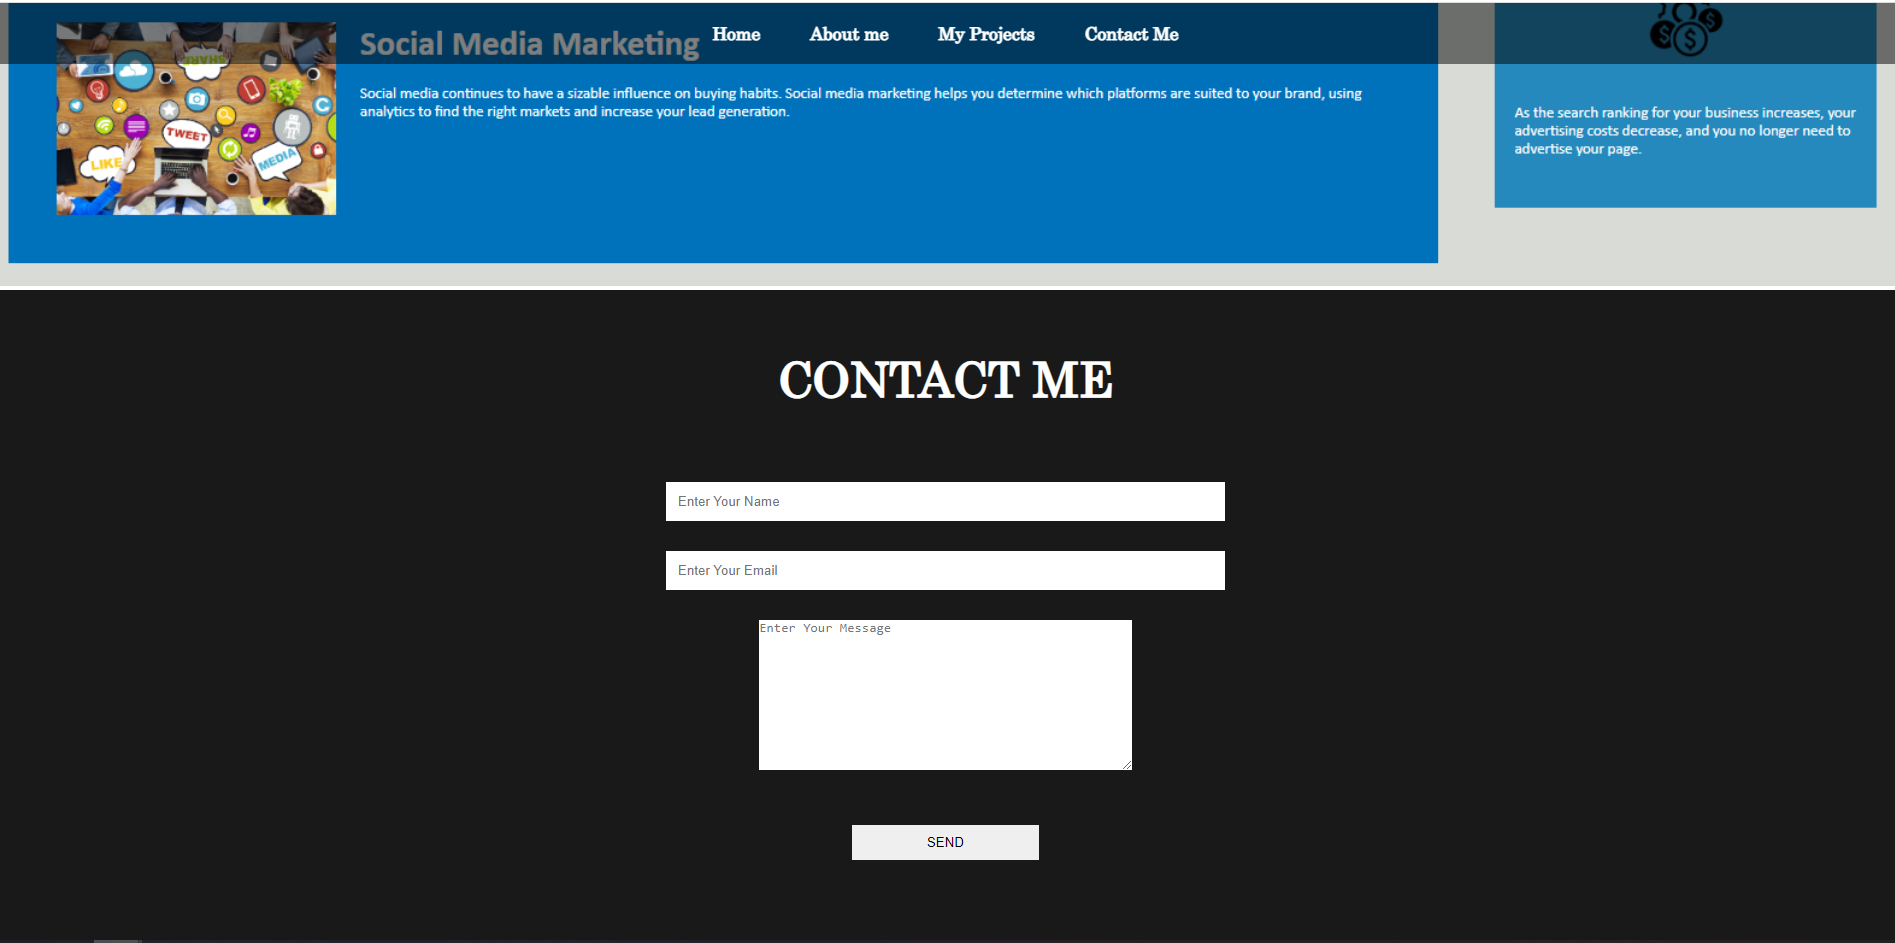 Home About me My Projects Contact Me
Social Media Marketing
Social media continues to have a sizable influence on buying habits. Social media marketing helps you determine which platforms are suited to your brand, using
analytics to find the right markets and increase your lead generation.
SHARE
TWEET
LIKE
MEDIA
$ $ $
As the search ranking for your business increases, your
advertising costs decrease, and you no longer need to
advertise your page.
CONTACT ME
Enter Your Name
Enter Your Email
Enter Your Message
SEND